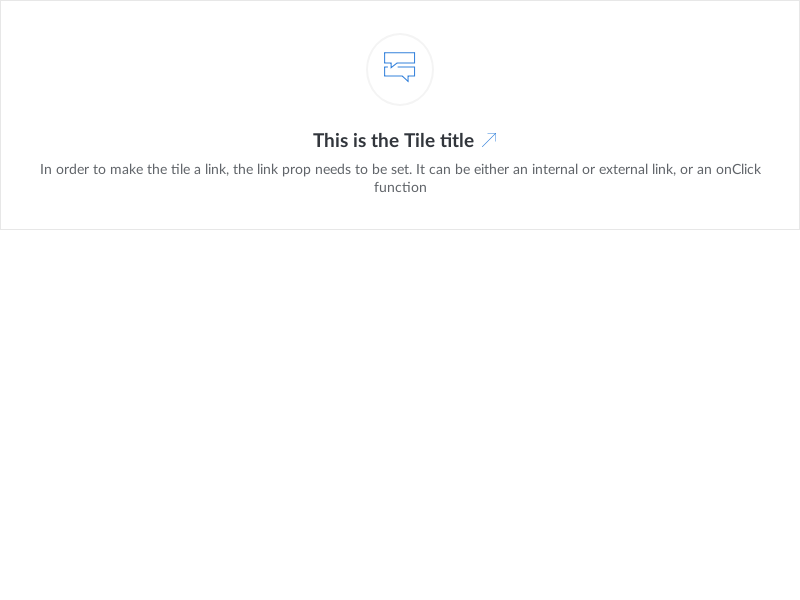 This is the Tile title
In order to make the tile a link, the link prop needs to be set. It can be either an internal or external link, or an onClick
function